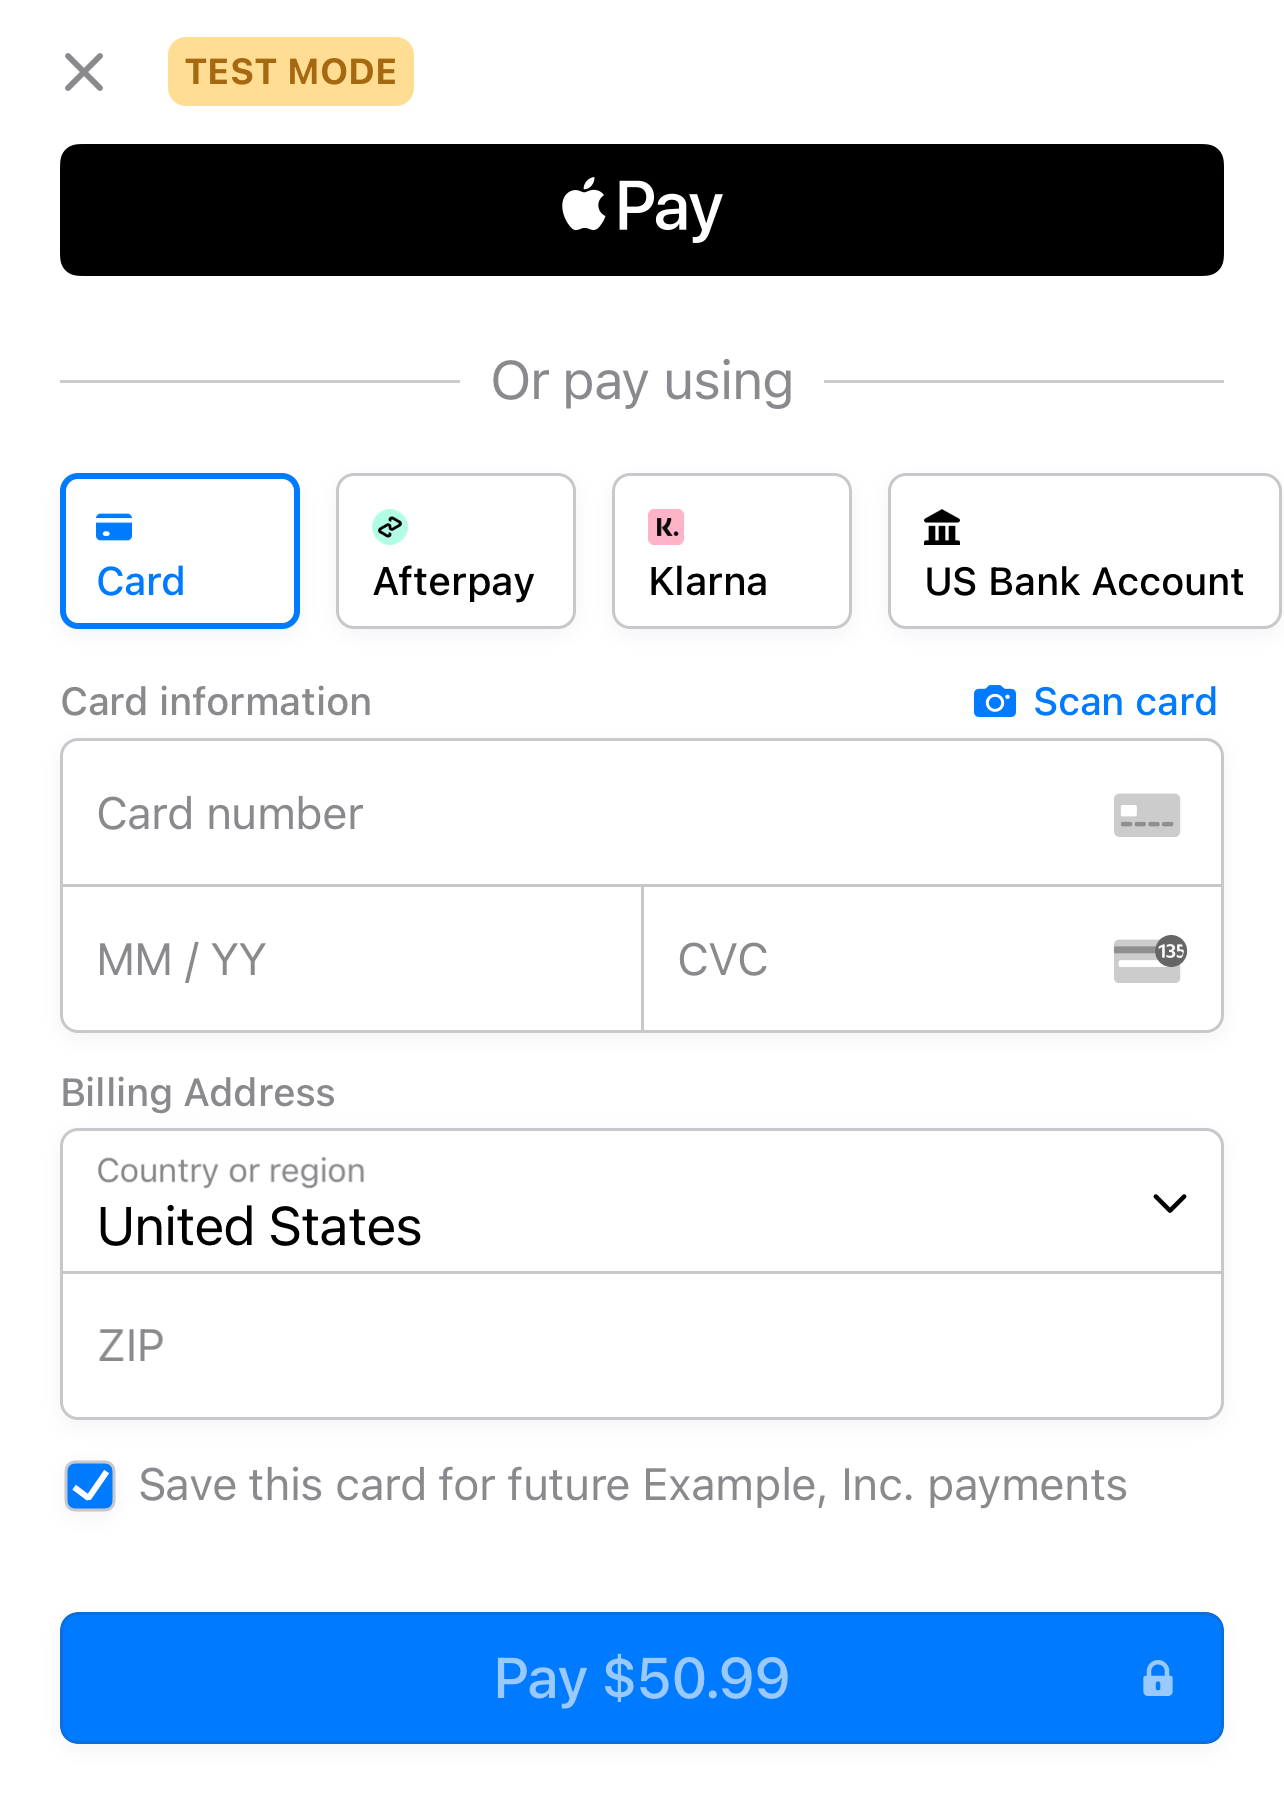 TEST MODE
Pay
Or pay using
Card
Afterpay
K.
Klarna
US Bank Account
Card information
Scan card
Card number
MM / YY
CVC
135
Billing Address
Country or region
United States
ZIP
Save this card for future Example, Inc. payments
Pay $50.99